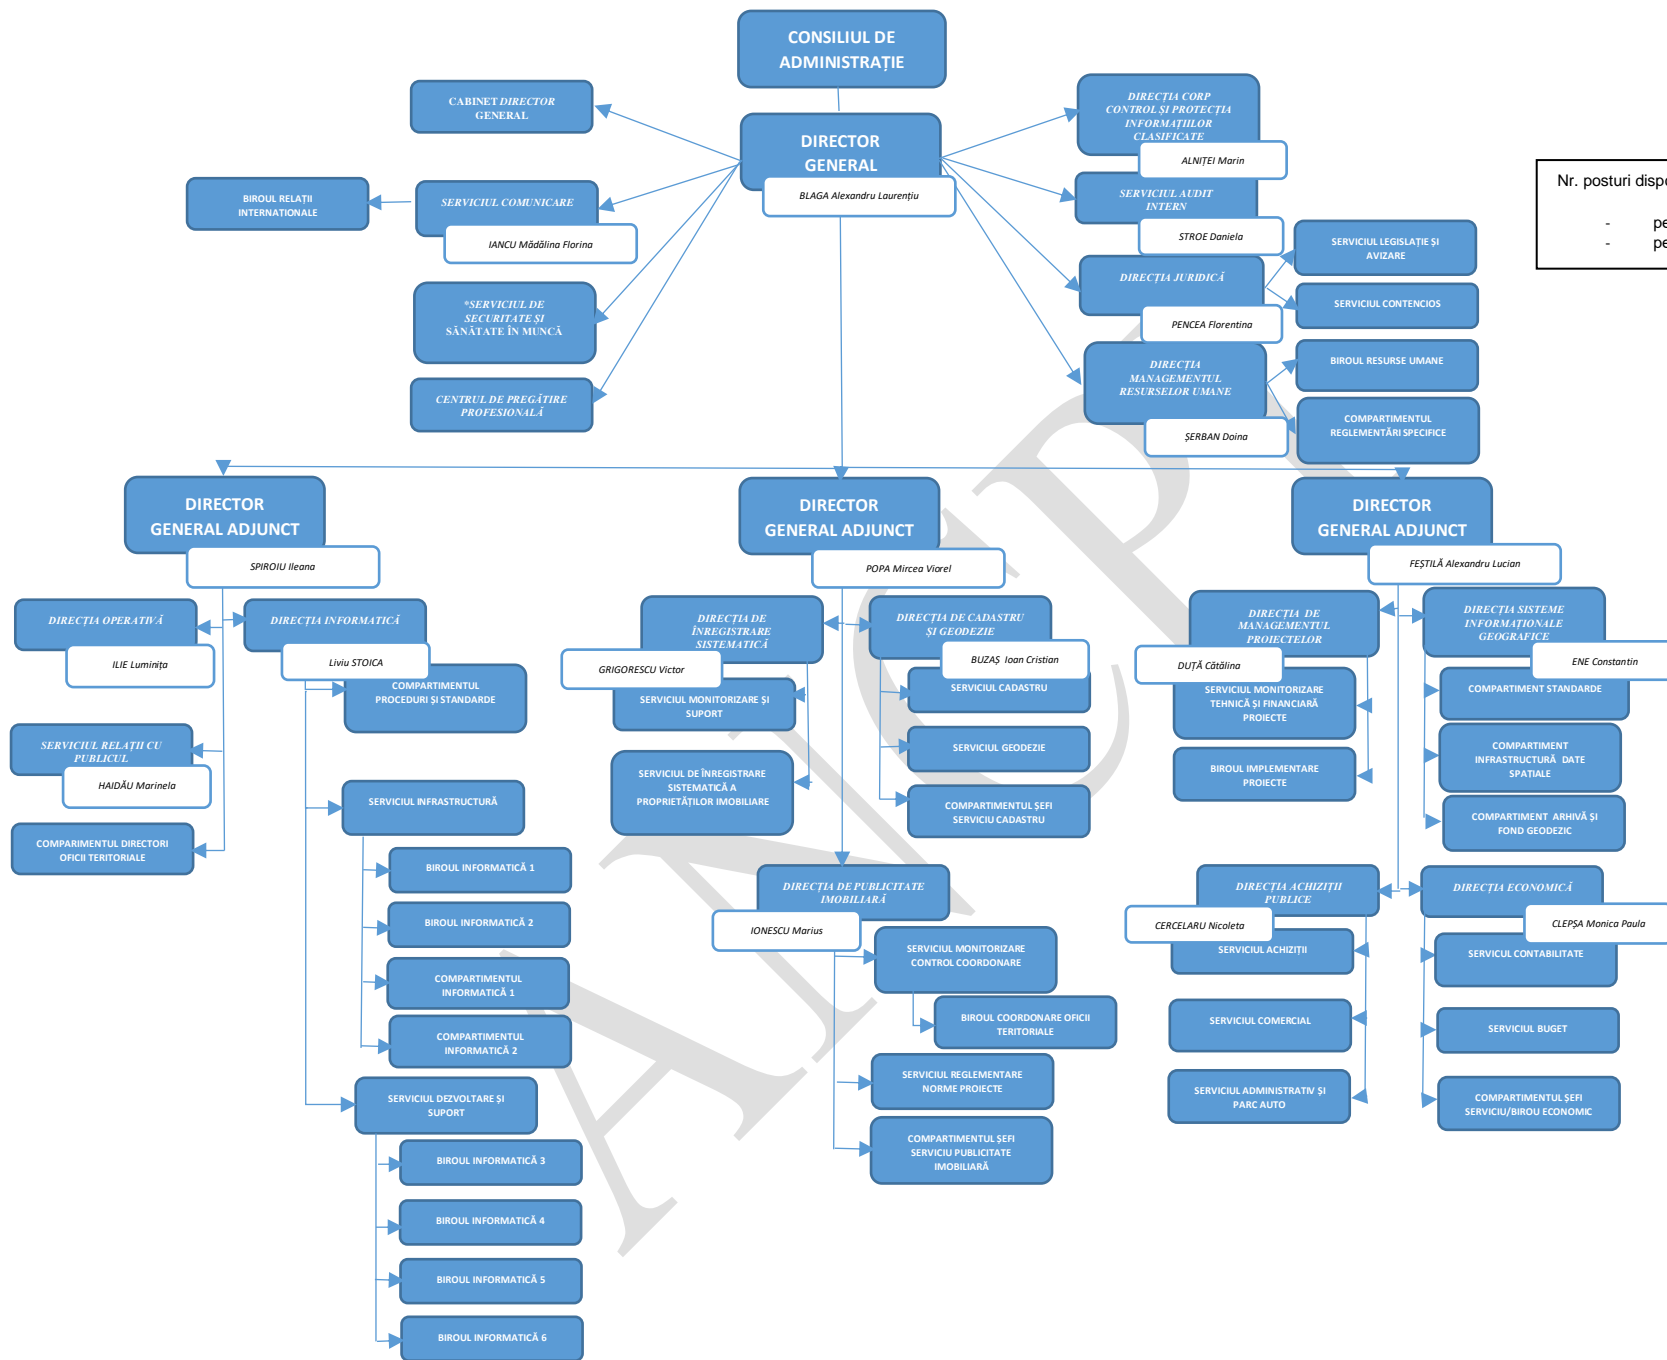 CONSILIUL DE
ADMINISTRAȚIE
CABINET DIRECTOR
GENERAL
DIRECTOR
GENERAL
BLAGA Alexandru Laurențiu
DIRECȚIA CORP
CONTROL ȘI PROTECȚIA
INFORMAȚIILOR
CLASIFICATE
ALNIȚEI Marin
BIROUL RELAȚII
INTERNAȚIONALE
SERVICIUL COMUNICARE
IANCU Mădălina Florina
SERVICIUL AUDIT
INTERN
STROE Daniela
Nr. posturi
-
-
*SERVICIUL DE
SECURITATE ȘI
SĂNĂTATE ÎN MUNCĂ
DIRECȚIA JURIDICĂ
PENCEA Florentina
SERVICIUL LEGISLAȚIE ȘI
AVIZARE
SERVICIUL CONTENCIOS
CENTRUL DE PREGĂTIRE
PROFESIONALĂ
DIRECȚIA
MANAGEMENTUL
RESURSELOR UMANE
ȘERBAN Doina
BIROUL RESURSE UMANE
COMPARTIMENTUL
REGLEMENTĂRI SPECIFICE
DIRECTOR
GENERAL ADJUNCT
SPIROIU Ileana
DIRECȚIA OPERATIVĂ
ILIE Luminița
DIRECȚIA INFORMATICĂ
Liviu STOICA
COMPARTIMENTUL
PROCEDURI ȘI STANDARDE
SERVICIUL RELAȚII CU
PUBLICUL
HAIDĂU Marinela
COMPARIMENTUL DIRECTORI
OFICII TERITORIALE
SERVICIUL INFRASTRUCTURĂ
BIROUL INFORMATICĂ 1
BIROUL INFORMATICĂ 2
COMPARTIMENTUL
INFORMATICĂ 1
COMPARTIMENTUL
INFORMATICĂ 2
SERVICIUL DEZVOLTARE ȘI
SUPORT
BIROUL INFORMATICĂ 3
BIROUL INFORMATICĂ 4
BIROUL INFORMATICĂ 5
BIROUL INFORMATICĂ 6
DIRECTOR
GENERAL ADJUNCT
POPA Mircea Viorel
DIRECȚIA DE
ÎNREGISTRARE
SISTEMATICĂ
GRIGORESCU Victor
SERVICIUL MONITORIZARE ȘI
SUPORT
SERVICIUL DE ÎNREGISTRARE
SISTEMATICĂ A
PROPRIETĂȚILOR IMOBILIARE
DIRECȚIA DE CADASTRU
ȘI GEODEZIE
BUZAȘ Ioan Cristian
SERVICIUL CADASTRU
SERVICIUL GEODEZIE
COMPARTIMENTUL ȘEFI
SERVICIU CADASTRU
DIRECȚIA DE PUBLICITATE
IMOBILIARĂ
IONESCU Marius
SERVICIUL MONITORIZARE
CONTROL COORDONARE
BIROUL COORDONARE OFICII
TERITORIALE
SERVICIUL REGLEMENTARE
NORME PROIECTE
COMPARTIMENTUL ȘEFI
SERVICIU PUBLICITATE
IMOBILIARĂ
DIRECTOR
GENERAL ADJUNCT
FEȘTILĂ Alexandru Lucian
DIRECȚIA DE
MANAGEMENTUL
PROIECTELOR
DUȚĂ Cătălina
SERVICIUL MONITORIZARE
TEHNICĂ ȘI FINANCIARĂ
PROIECTE
BIROUL IMPLEMENTARE
PROIECTE
DIRECȚIA SISTEME
INFORMAȚIONALE
GEOGRAFICE
ENE Constantin
COMPARTIMENT STANDARDE
COMPARTIMENT
INFRASTRUCTURĂ DATE
SPATIALE
COMPARTIMENT ARHIVĂ ȘI
FOND GEODEZIC
DIRECȚIA ACHIZIȚII
PUBLICE
CERCELARU Nicoleta
SERVICIUL ACHIZIȚII
SERVICIUL COMERCIAL
SERVICIUL ADMINISTRATIV ȘI
PARC AUTO
DIRECȚIA ECONOMICĂ
CLEPȘA Monica Paula
SERVICUL CONTABILITATE
SERVICIUL BUGET
COMPARTIMENTUL ȘEFI
SERVICIU/BIROU ECONOMIC
ANCPI